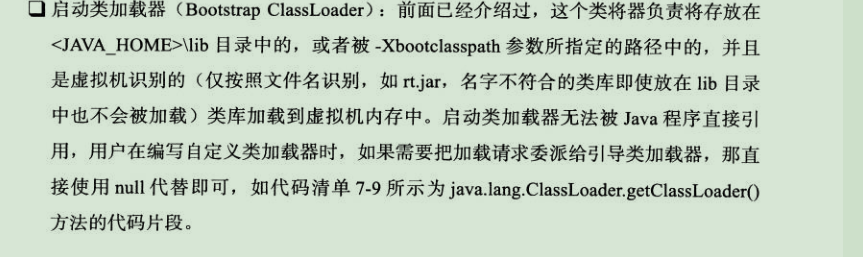 ❑ 启动类加载器（Bootstrap ClassLoader）：前面已经介绍过，这个类将器负责将存放在
<JAVA_HOME>\lib 目录中的，或者被 -Xbootclasspath 参数所指定的路径中的，并且
是虚拟机识别的（仅按照文件名识别，如 rt.jar，名字不符合的类库即使放在 lib 目录
中也不会被加载）类库加载到虚拟机内存中。启动类加载器无法被 Java 程序直接引
用，用户在编写自定义类加载器时，如果需要把加载请求委派给引导类加载器，那直
接使用 null 代替即可，如代码清单 7-9 所示为 java.lang.ClassLoader.getClassLoader()
方法的代码片段。